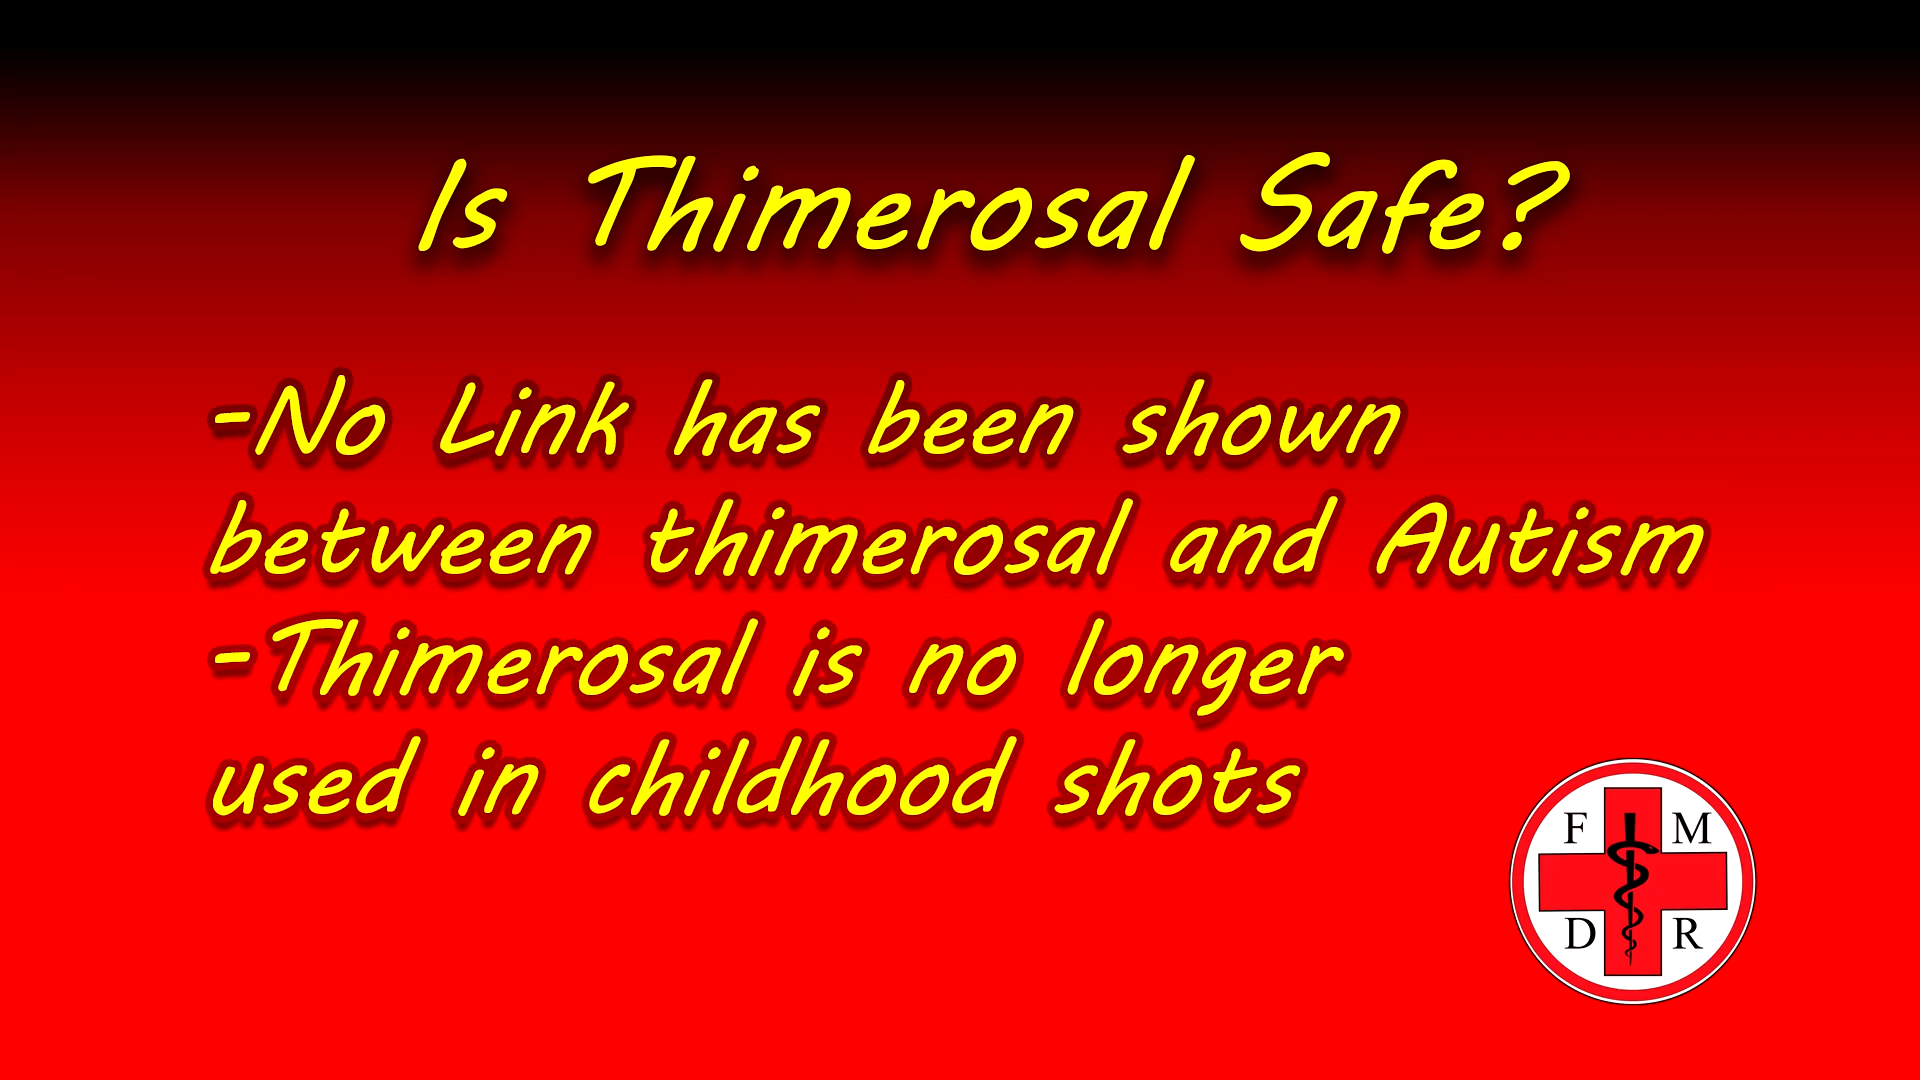 Is Thimerosal Safe?
-No Link has been shown
between thimerosal and Autism
-Thimerosal is no longer
used in childhood shots
F M
D R